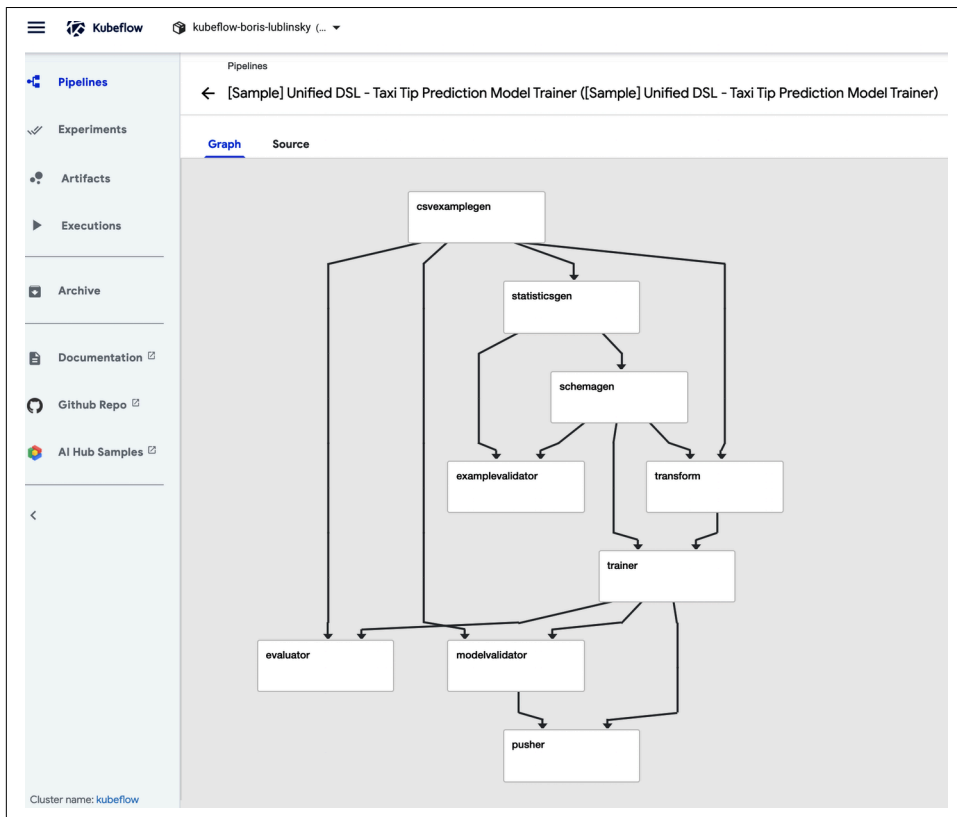 Kubeflow
kubeflow-boris-lublinsky (...
Pipelines
Experiments
Artifacts
Executions
Archive
Documentation
Github Repo
AI Hub Samples
Cluster name: kubeflow
Pipelines
[Sample] Unified DSL - Taxi Tip Prediction Model Trainer ([Sample] Unified DSL - Taxi Tip Prediction Model Trainer)
Graph Source
csvexamplegen
statisticsgen
schemagen
examplevalidator
transform
trainer
evaluator
modelvalidator
pusher